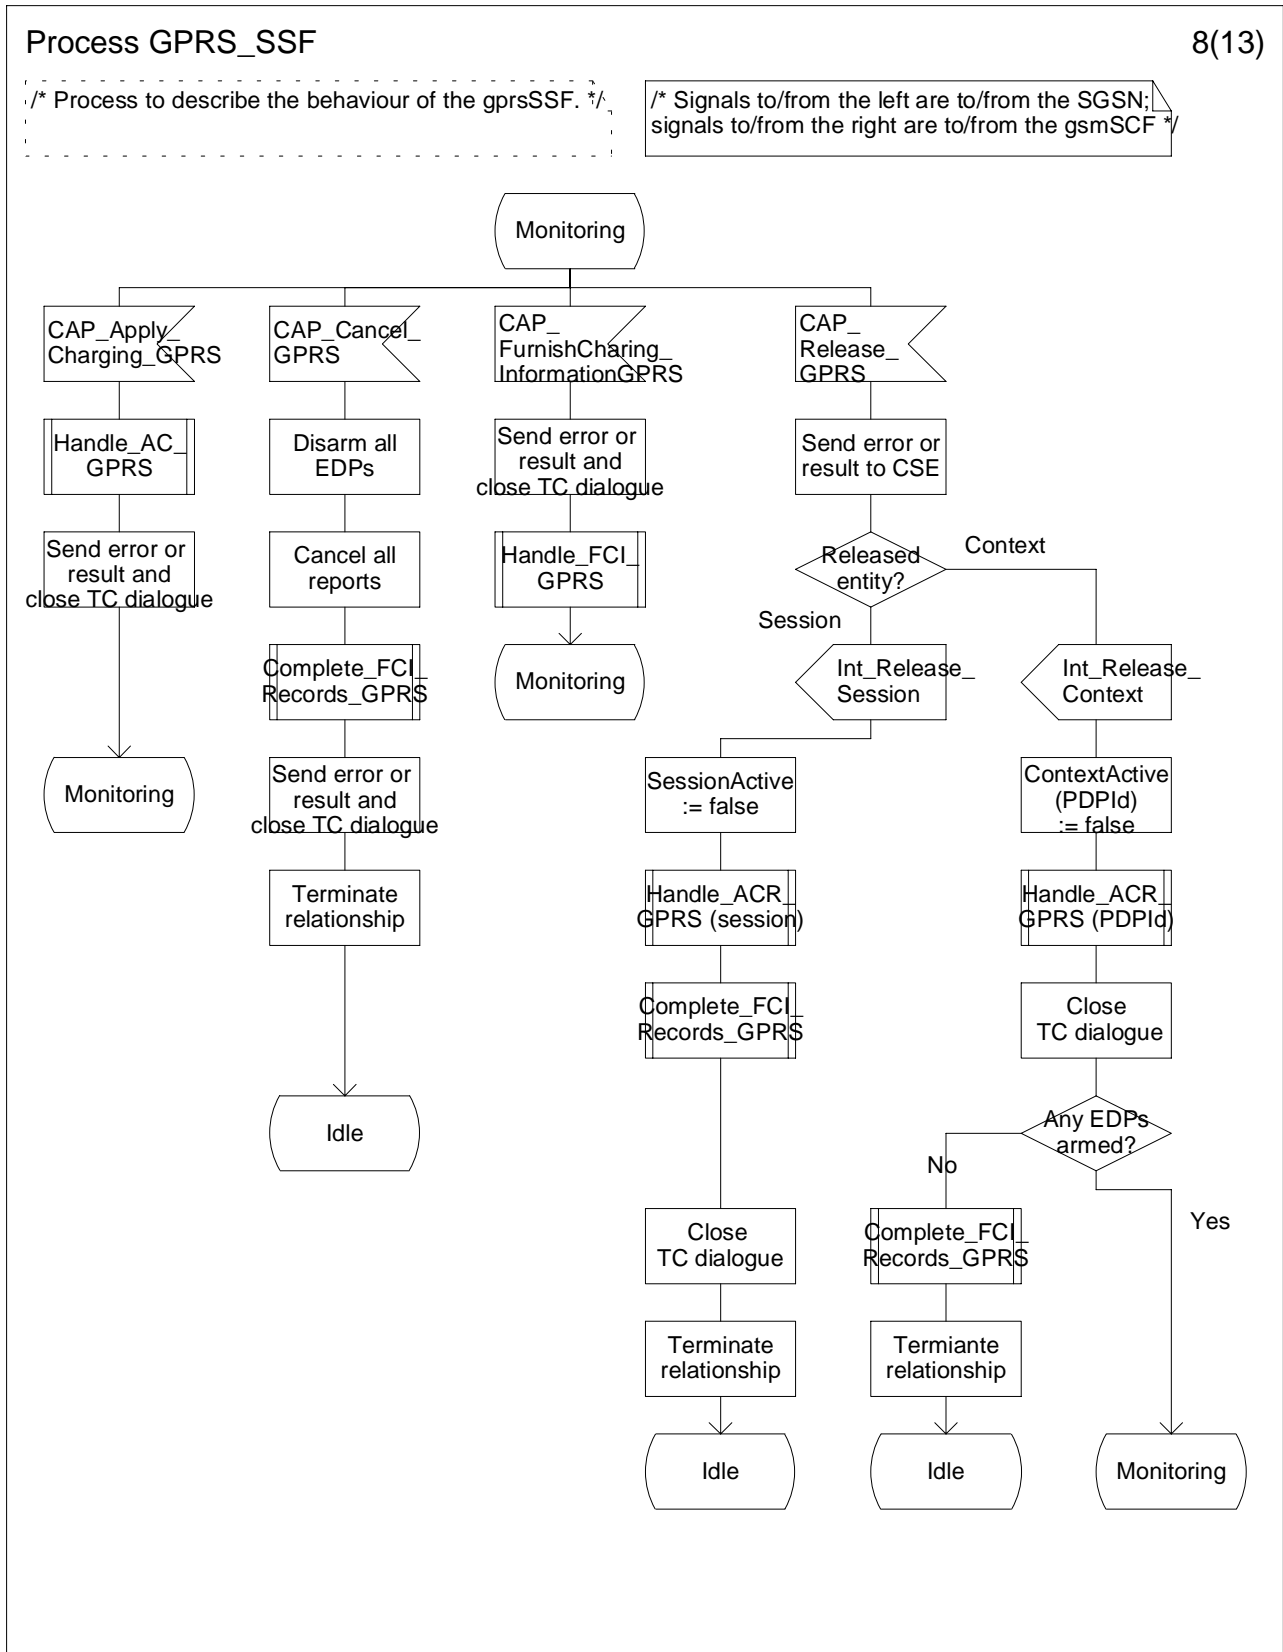 Process GPRS_SSF
8(13)
/* Process to describe the behaviour of the gprsSSF. */
/* Signals to/from the left are to/from the SGSN;
signals to/from the right are to/from the gsmSCF */
Monitoring
CAP_Apply_
Charging_GPRS
CAP_Cancel_
GPRS
CAP_
FurnishCharing_
InformationGPRS
CAP_
Release_
GPRS
Handle_AC_
GPRS
Disarm all
EDPs
Send error or
result and
close TC dialogue
Send error or
result to CSE
Send error or
result and
close TC dialogue
Cancel all
reports
Handle_FCI_
GPRS
Released
entity?
Context
Session
Complete_FCI_
Records_GPRS
Monitoring
Int_Release_
Session
Int_Release_
Context
Monitoring
Send error or
result and
close TC dialogue
SessionActive
:= false
ContextActive
(PDPId)
:= false
Terminate
relationship
Handle_ACR_
GPRS (session)
Handle_ACR_
GPRS (PDPId)
Complete_FCI_
Records_GPRS
Close
TC dialogue
Idle
Any EDPs
armed?
No
Yes
Close
TC dialogue
Complete_FCI_
Records_GPRS
Terminate
relationship
Termiante
relationship
Idle
Idle
Monitoring